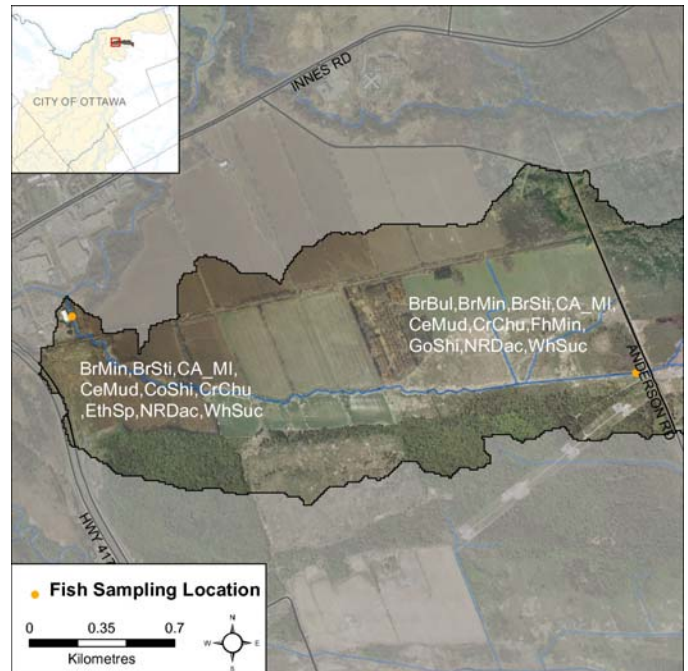 CITY OF OTTAWA
INNES RD
BrBul,BrMin,BrSti,CA_MI,
CeMud,CrChu,FhMin,
GoShi,NRDac,WhSuc
BrMin,BrSti,CA_MI,
CeMud,CoShi,CrChu
,EthSp,NRDac,WhSuc
ANDERSON RD
HWY 417
Fish Sampling Location
0 0.35 0.7
Kilometres
N
W E
S